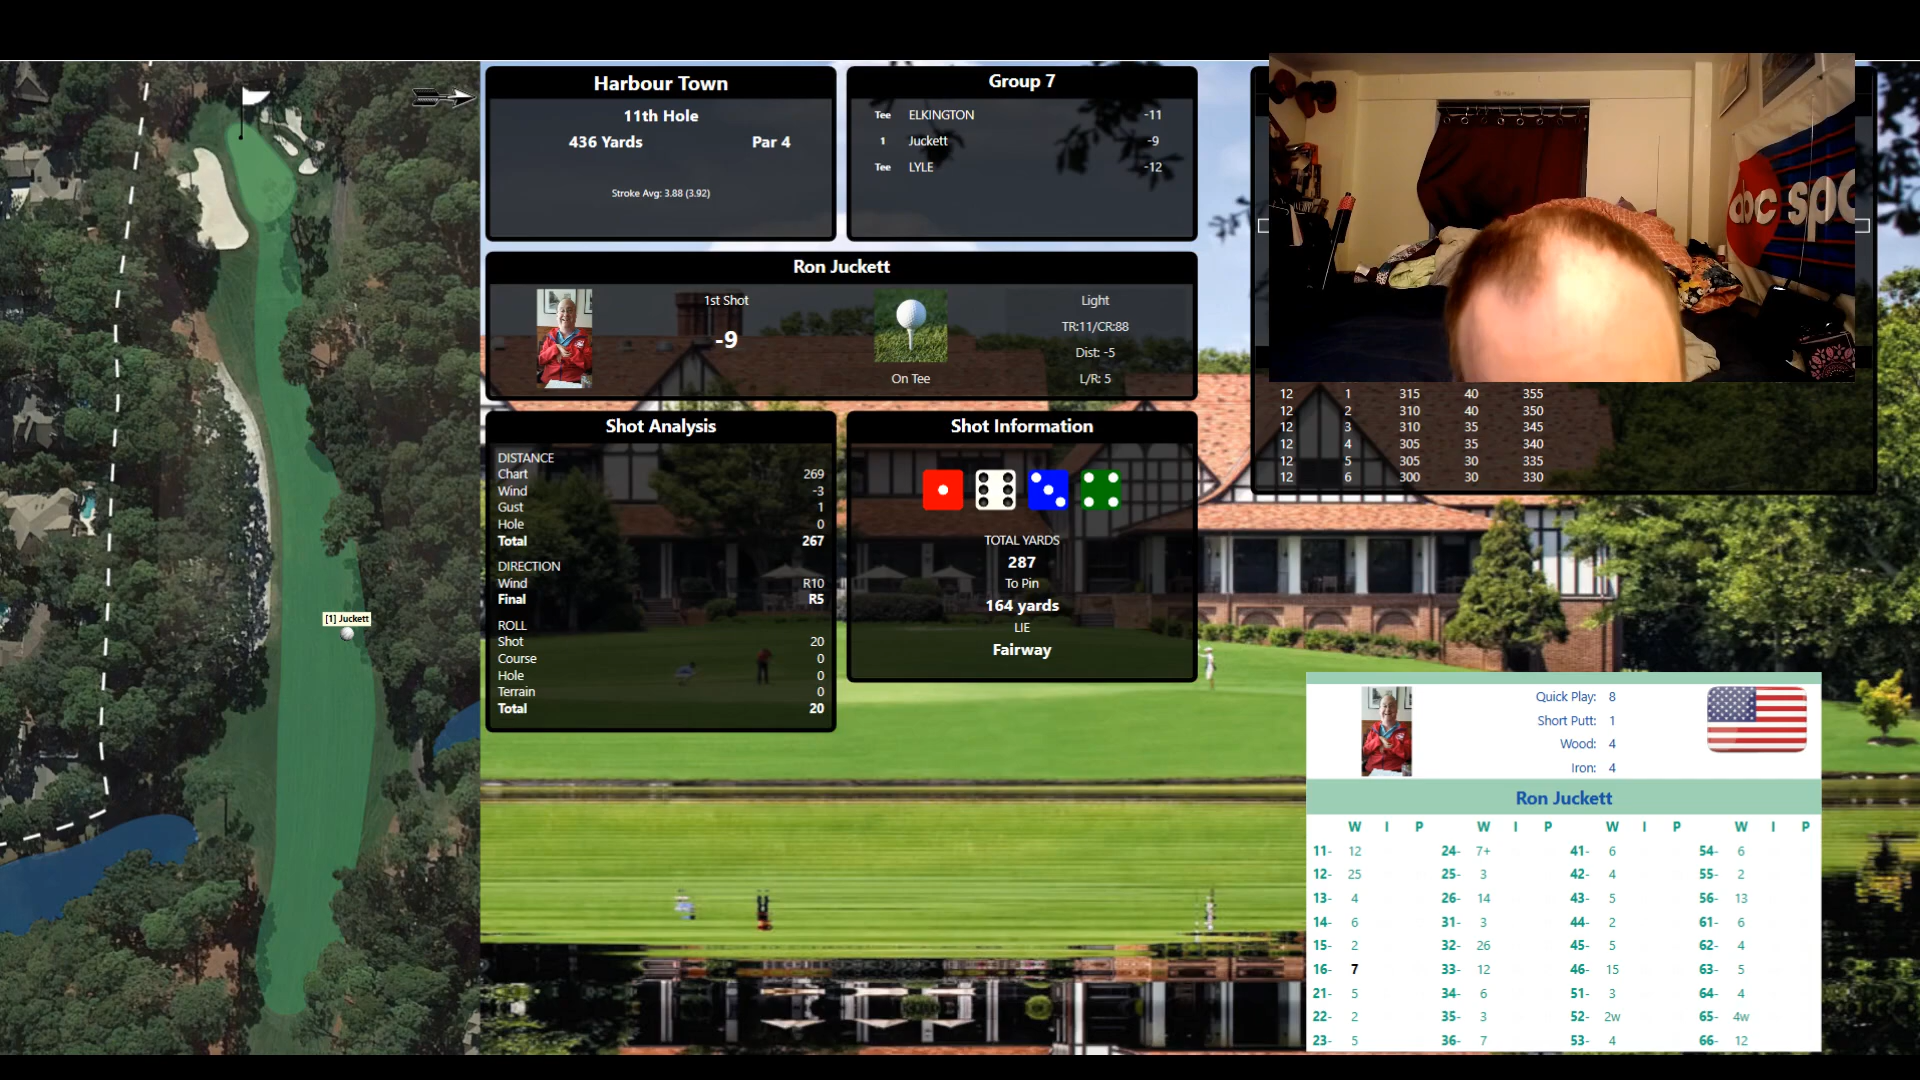 Harbour Town
11th Hole
436 Yards Par 4
Stroke Avg: 3.88 (3.92)
Group 7
Tee ELKINGTON -11
1 Juckett -9
Tee LYLE -12
abc spo
Ron Juckett
1st Shot
-9
On Tee
Light
TR:11/CR:88
Dist: -5
L/R: 5
[1] Juckett
Shot Analysis
DISTANCE
Chart 269
Wind -3
Gust 1
Hole 0
Total 267
DIRECTION
Wind R10
Final R5
ROLL
Shot 20
Course 0
Hole 0
Terrain 0
Total 20
Shot Information
TOTAL YARDS
287
To Pin
164 yards
LIE
Fairway
12 1 315 40 355
12 2 310 40 350
12 3 310 35 345
12 4 305 35 340
12 5 305 30 335
12 6 300 30 330
Quick Play: 8
Short Putt: 1
Wood: 4
Iron: 4
Ron Juckett
W I P W I P W I P W I P
11- 12 24- 7+ 41- 6 54- 6
12- 25 25- 3 42- 4 55- 2
13- 4 26- 14 43- 5 56- 13
14- 6 31- 3 44- 2 61- 6
15- 2 32- 26 45- 5 62- 4
16- 7 33- 12 46- 15 63- 5
21- 5 34- 6 51- 3 64- 4
22- 2 35- 3 52- 2w 65- 4w
23- 5 36- 7 53- 4 66- 12